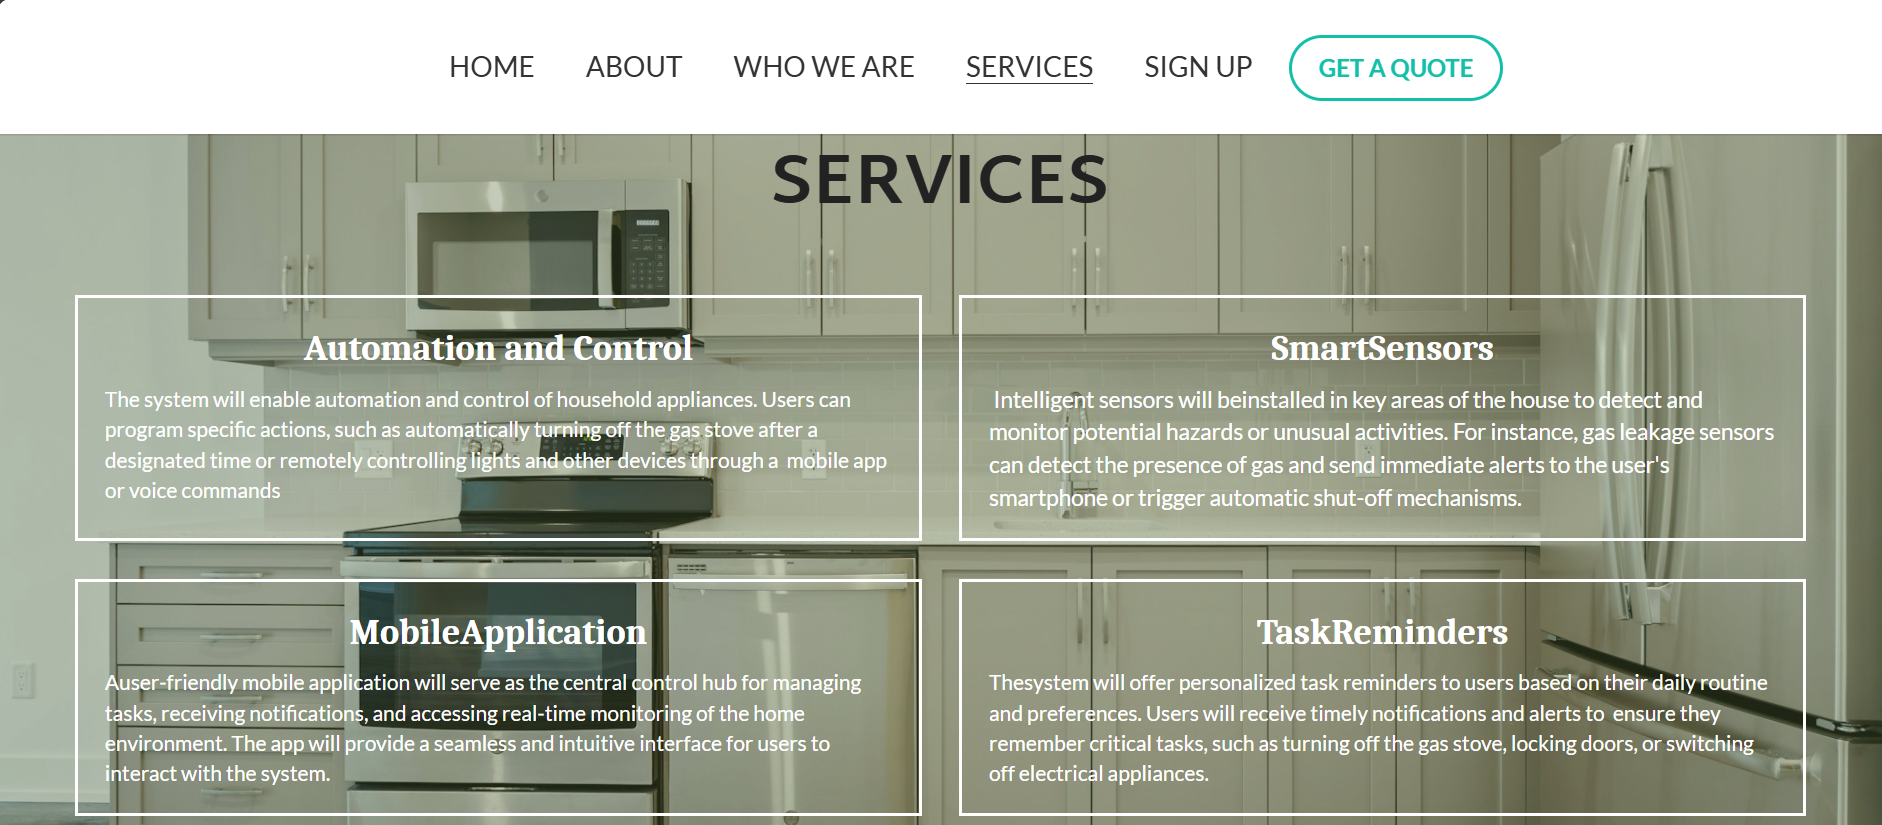 HOME ABOUT WHO WE ARE SERVICES SIGN UP GET A QUOTE
SERVICES
Automation and Control
The system will enable automation and control of household appliances. Users can
program specific actions, such as automatically turning off the gas stove after a
designated time or remotely controlling lights and other devices through a  mobile app
or voice commands
SmartSensors
Intelligent sensors will beinstalled in key areas of the house to detect and
monitor potential hazards or unusual activities. For instance, gas leakage sensors
can detect the presence of gas and send immediate alerts to the user's
smartphone or trigger automatic shut-off mechanisms.
MobileApplication
Auser-friendly mobile application will serve as the central control hub for managing
tasks, receiving notifications, and accessing real-time monitoring of the home
environment. The app will provide a seamless and intuitive interface for users to
interact with the system.
TaskReminders
Thesystem will offer personalized task reminders to users based on their daily routine
and preferences. Users will receive timely notifications and alerts to  ensure they
remember critical tasks, such as turning off the gas stove, locking doors, or switching
off electrical appliances.